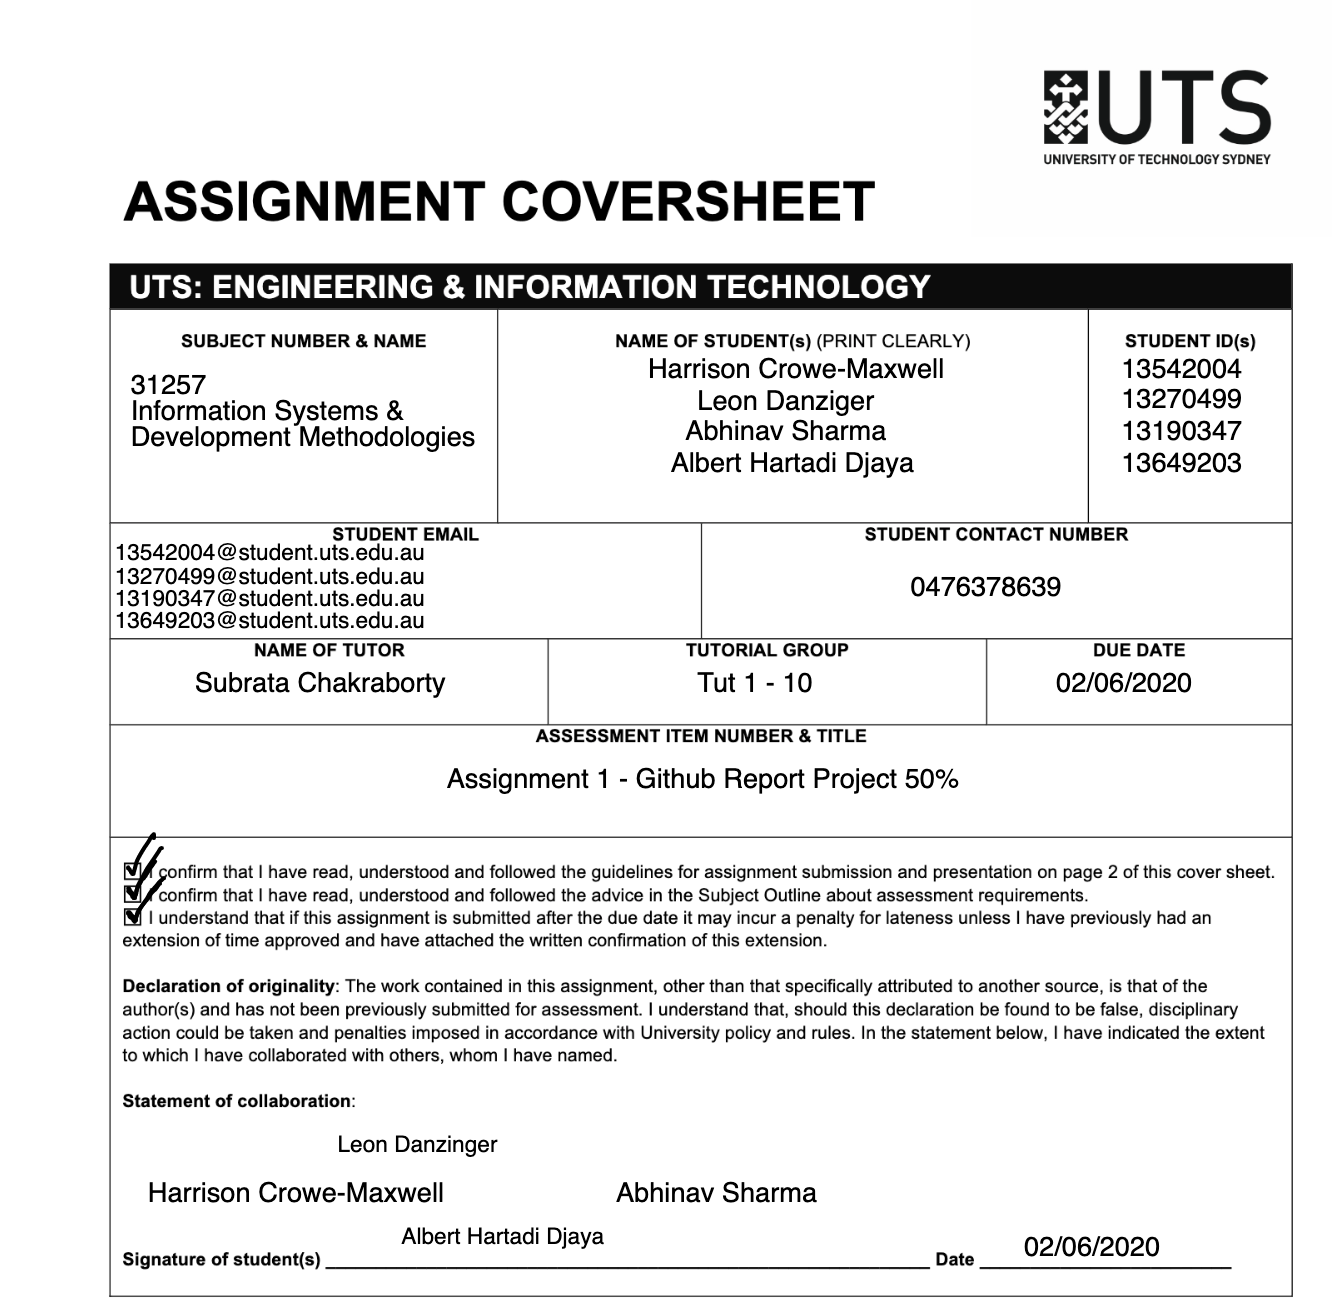 UTS
UNIVERSITY OF TECHNOLOGY SYDNEY
ASSIGNMENT COVERSHEET
UTS: ENGINEERING & INFORMATION TECHNOLOGY
SUBJECT NUMBER & NAME
31257
Information Systems &
Development Methodologies
NAME OF STUDENT(s) (PRINT CLEARLY)
Harrison Crowe-Maxwell
Leon Danziger
Abhinav Sharma
Albert Hartadi Djaya
STUDENT ID(s)
13542004
13270499
13190347
13649203
STUDENT EMAIL
13542004@student.uts.edu.au
13270499@student.uts.edu.au
13190347@student.uts.edu.au
13649203@student.uts.edu.au
STUDENT CONTACT NUMBER
0476378639
NAME OF TUTOR
Subrata Chakraborty
TUTORIAL GROUP
Tut 1 - 10
DUE DATE
02/06/2020
ASSESSMENT ITEM NUMBER & TITLE
Assignment 1 - Github Report Project 50%
I confirm that I have read, understood and followed the guidelines for assignment submission and presentation on page 2 of this cover sheet.
I confirm that I have read, understood and followed the advice in the Subject Outline about assessment requirements.
I understand that if this assignment is submitted after the due date it may incur a penalty for lateness unless I have previously had an
extension of time approved and have attached the written confirmation of this extension.
Declaration of originality: The work contained in this assignment, other than that specifically attributed to another source, is that of the
author(s) and has not been previously submitted for assessment. I understand that, should this declaration be found to be false, disciplinary
action could be taken and penalties imposed in accordance with University policy and rules. In the statement below, I have indicated the extent
to which I have collaborated with others, whom I have named.
Statement of collaboration:
Leon Danzinger
Harrison Crowe-Maxwell Abhinav Sharma
Albert Hartadi Djaya
Signature of student(s) Date 02/06/2020